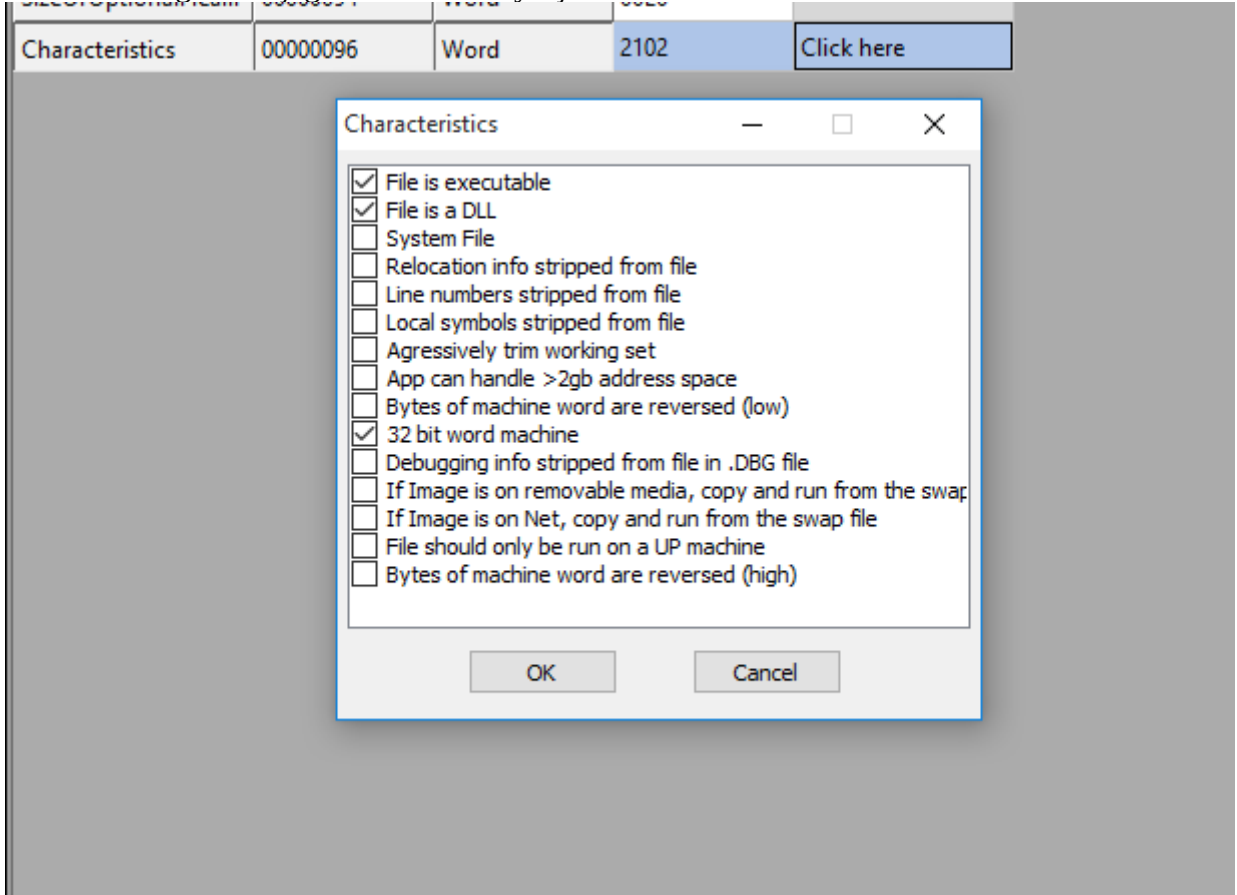 Characteristics 00000096 Word 2102 Click here
Characteristics
File is executable
File is a DLL
System File
Relocation info stripped from file
Line numbers stripped from file
Local symbols stripped from file
Agressively trim working set
App can handle >2gb address space
Bytes of machine word are reversed (low)
32 bit word machine
Debugging info stripped from file in .DBG file
If Image is on removable media, copy and run from the swap
If Image is on Net, copy and run from the swap file
File should only be run on a UP machine
Bytes of machine word are reversed (high)
OK Cancel